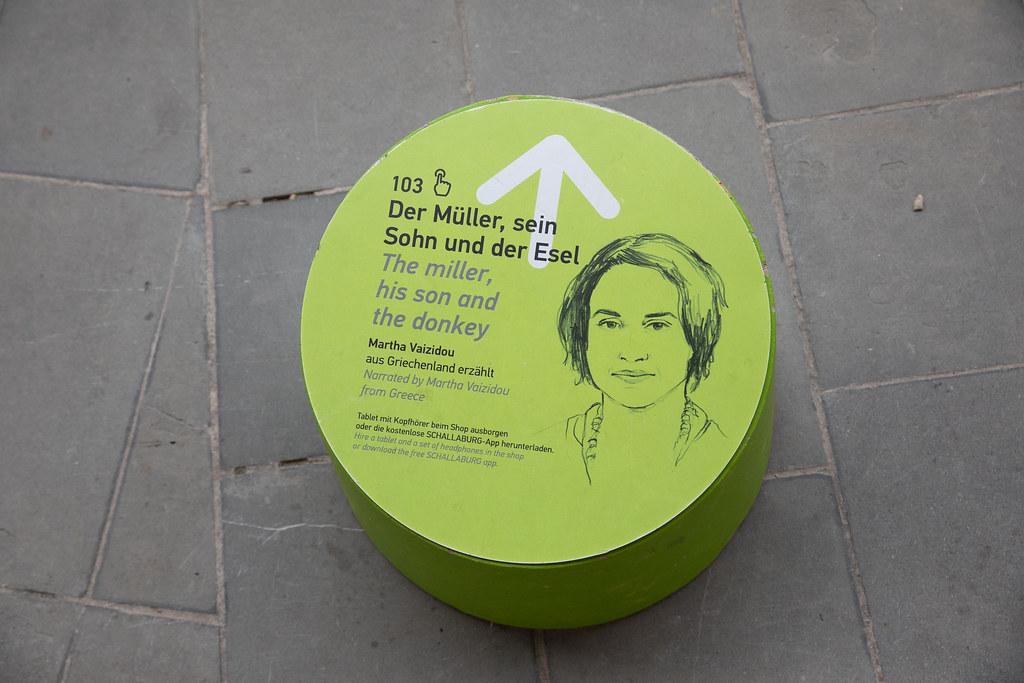 103
Der Müller, sein
Sohn und der Esel
The miller,
his son and
the donkey
Martha Vaizidou
aus Griechenland erzählt
Narrated by Martha Vaizidou
from Greece
Tablet mit Kopfhörer beim Shop ausborgen
oder die kostenlose SCHALLABURG-App herunterladen.
Hire a tablet and a set of headphones in the shop
or download the free SCHALLABURG app.